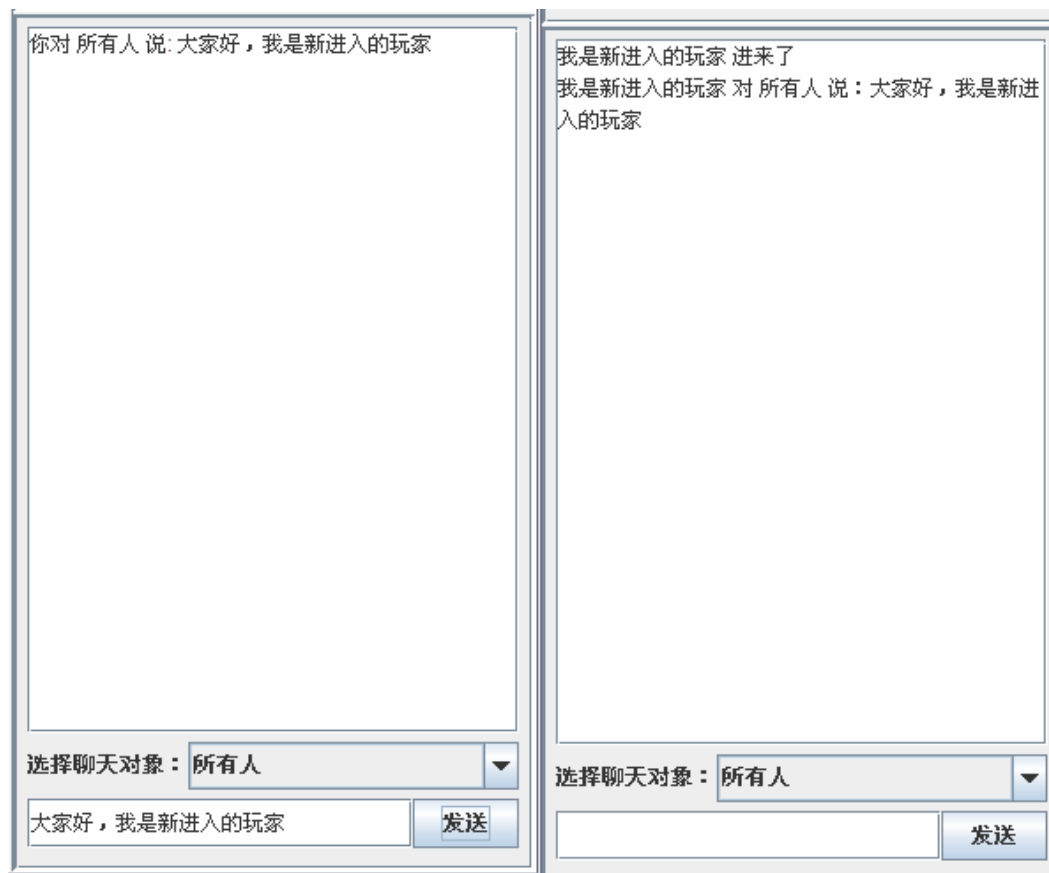 你对 所有人 说: 大家好，我是新进入的玩家
选择聊天对象：所有人
大家好，我是新进入的玩家 发送
我是新进入的玩家 进来了
我是新进入的玩家 对 所有人 说：大家好，我是新进
入的玩家
选择聊天对象：所有人
发送